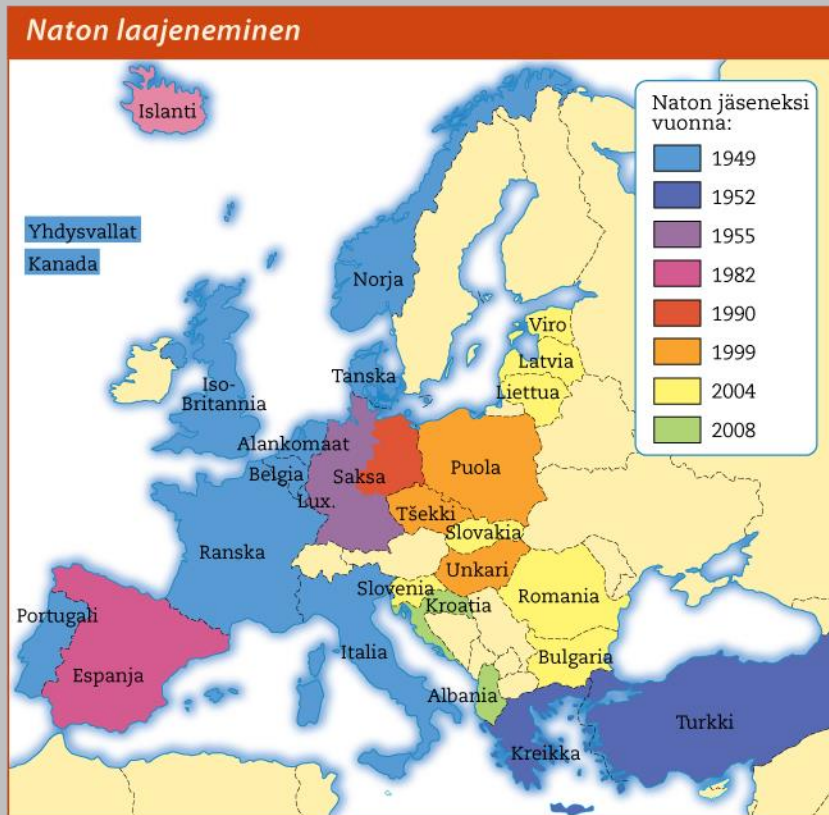 Naton laajeneminen
Islanti
Naton jäseneksi
vuonna:
1949
1952
1955
1982
1990
1999
2004
2008
Yhdysvallat
Kanada
Norja
Viro
Latvia
Liettua
Tanska
Iso-
Britannia
Alankomaat
Belgia
Saksa
Puola
Lux.
Tšekki
Slovakia
Ranska
Unkari
Slovenia
Kroatia
Romania
Portugali
Italia
Bulgaria
Espanja
Albania
Turkki
Kreikka